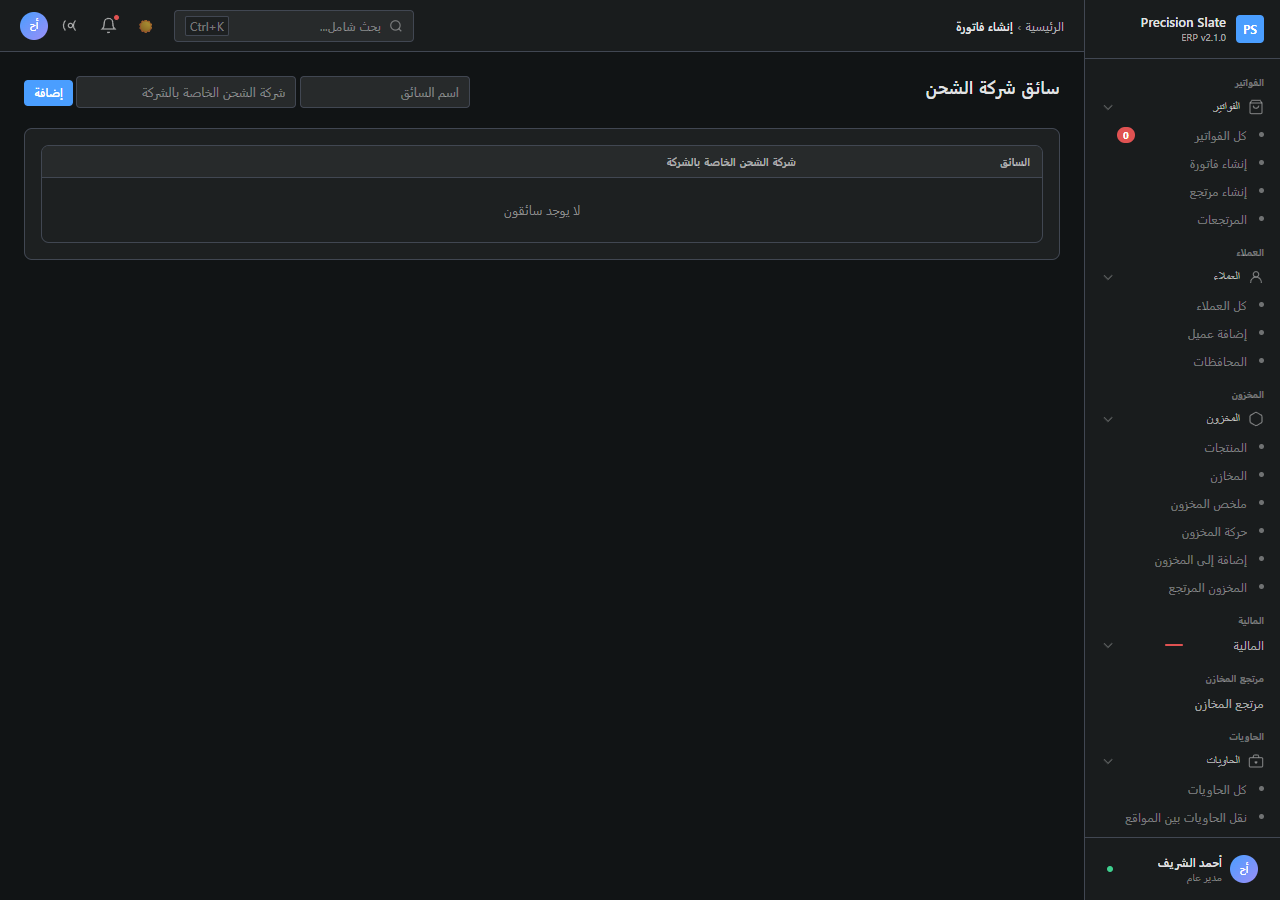 Precision Slate
ERP v2.1.0
PS
الرئيسية › إنشاء فاتورة
بحث شامل...
Ctrl+K
أح
الفواتير
الفواتير
كل الفواتير
0
إنشاء فاتورة
إنشاء مرتجع
المرتجعات
العملاء
العملاء
كل العملاء
إضافة عميل
المحافظات
المخزون
المخزون
المنتجات
المخازن
ملخص المخزون
حركة المخزون
إضافة إلى المخزون
المخزون المرتجع
المالية
المالية
مرتجع المخازن
مرتجع المخازن
الحاويات
الحاويات
كل الحاويات
نقل الحاويات بين المواقع
أح
أحمد الشريف
مدير عام
سائق شركة الشحن
اسم السائق
شركة الشحن الخاصة بالشركة
إضافة
السائق
شركة الشحن الخاصة بالشركة
لا يوجد سائقون